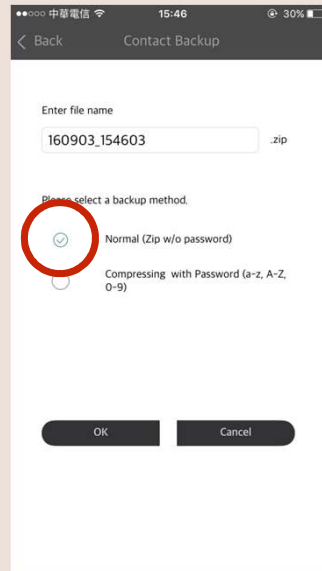 中華電信 15:46 30%
Back Contact Backup
Enter file name
160903_154603 .zip
Please select a backup method.
Normal (Zip w/o password)
Compressing with Password (a-z, A-Z,
0-9)
OK Cancel